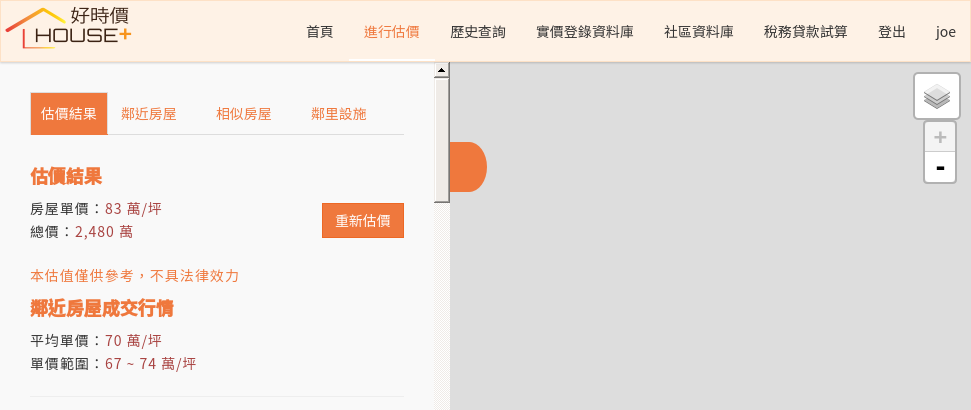 好時價
HOUSE+
首頁 進行估價 歷史查詢 實價登錄資料庫 社區資料庫 稅務貸款試算 登出 joe
估價結果 鄰近房屋 相似房屋 鄰里設施
估價結果
房屋單價：83 萬/坪
總價：2,480 萬
重新估價
本估值僅供參考，不具法律效力
鄰近房屋成交行情
平均單價：70 萬/坪
單價範圍：67 ~ 74 萬/坪
+
-